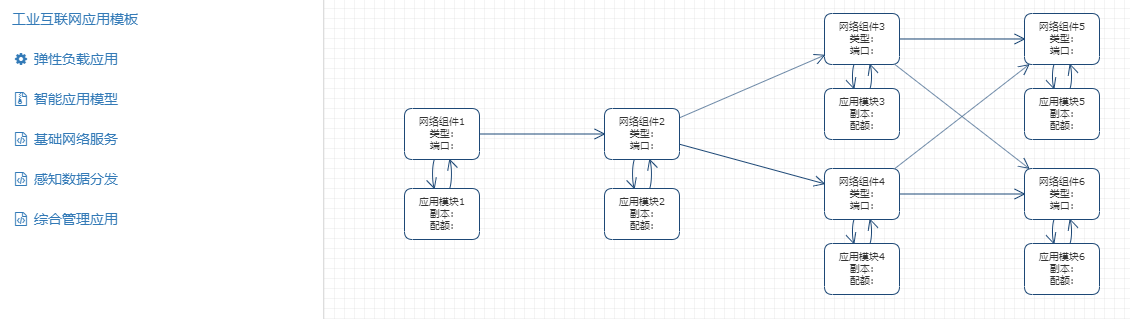 工业互联网应用模板
弹性负载应用
智能应用模型
基础网络服务
感知数据分发
综合管理应用
网络组件1
类型:
端口:
应用模块1
副本:
配额:
网络组件2
类型:
端口:
应用模块2
副本:
配额:
网络组件3
类型:
端口:
应用模块3
副本:
配额:
网络组件4
类型:
端口:
应用模块4
副本:
配额:
网络组件5
类型:
端口:
应用模块5
副本:
配额:
网络组件6
类型:
端口:
应用模块6
副本:
配额: